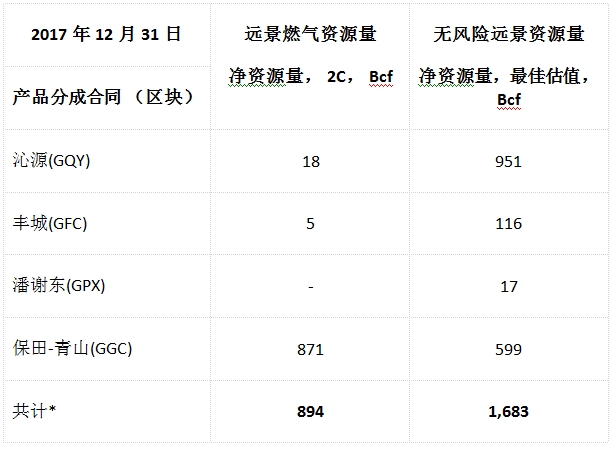 2017 年 12 月 31 日
远景燃气资源量
无风险远景资源量
产品分成合同 （区块）
净资源量， 2C， Bcf
净资源量，最佳估值，
Bcf
沁源(GQY)
18
951
丰城(GFC)
5
116
潘谢东(GPX)
-
17
保田-青山(GGC)
871
599
共计*
894
1,683